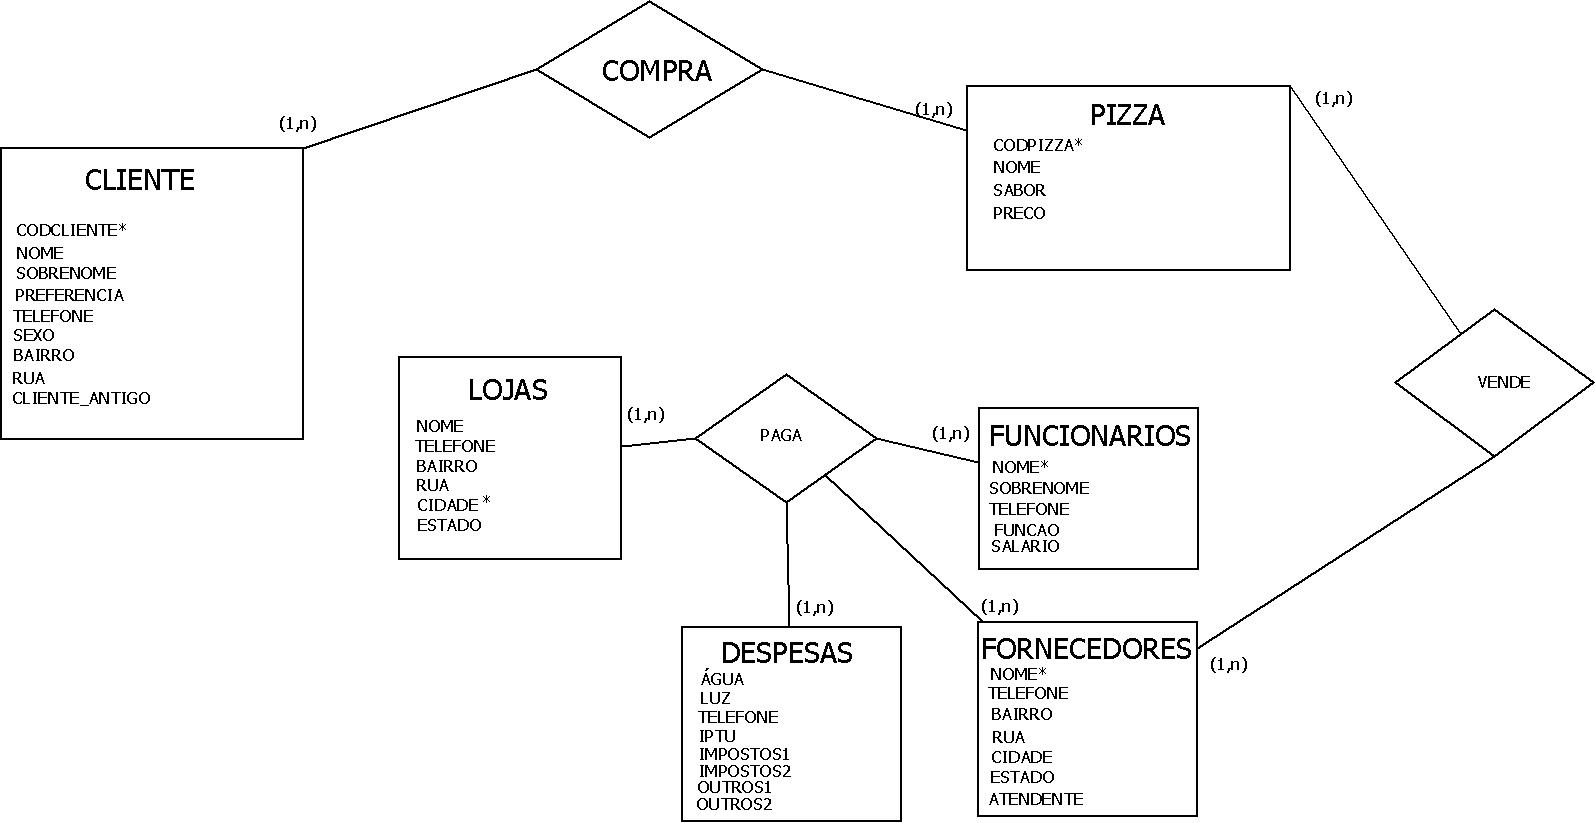 COMPRA
(1,n)
(1,n)
CLIENTE
CODCLIENTE*
NOME
SOBRENOME
PREFERENCIA
TELEFONE
SEXO
BAIRRO
RUA
CLIENTE_ANTIGO
PIZZA
CODPIZZA*
NOME
SABOR
PRECO
(1,n)
VENDE
LOJAS
NOME
TELEFONE
BAIRRO
RUA
CIDADE *
ESTADO
(1,n)
PAGA
(1,n)
FUNCIONARIOS
NOME*
SOBRENOME
TELEFONE
FUNCAO
SALARIO
(1,n)
DESPESAS
ÁGUA
LUZ
TELEFONE
IPTU
IMPOSTOS1
IMPOSTOS2
OUTROS1
OUTROS2
(1,n)
FORNECEDORES
NOME*
TELEFONE
BAIRRO
RUA
CIDADE
ESTADO
ATENDENTE
(1,n)